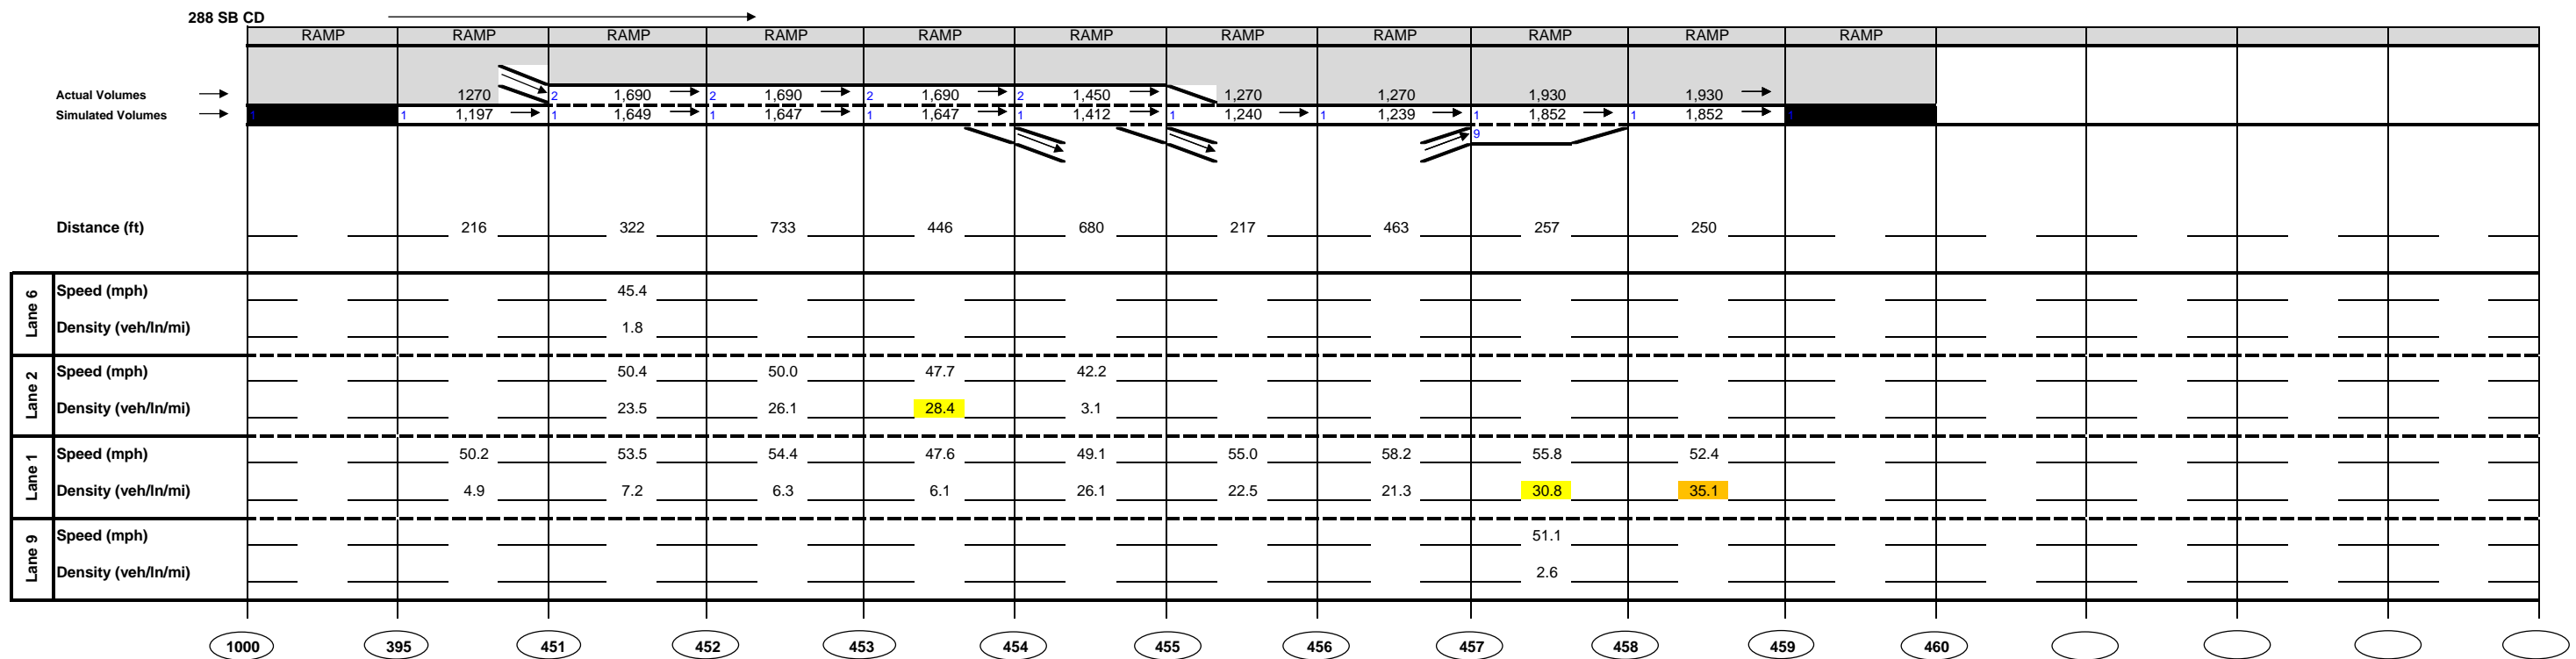 288 SB CD
RAMP RAMP RAMP RAMP RAMP RAMP RAMP RAMP RAMP RAMP RAMP
Actual Volumes 1270 2 1,690 2 1,690 2 1,690 2 1,450 1,270 1,270 1,930 1,930
Simulated Volumes 1 1 1,197 1 1,649 1 1,647 1 1,647 1 1,412 1 1,240 1 1,239 1 1,852 1 1,852 1
9
Distance (ft) 216 322 733 446 680 217 463 257 250
Lane 6
Speed (mph) 45.4
Density (veh/ln/mi) 1.8
Lane 2
Speed (mph) 50.4 50.0 47.7 42.2
Density (veh/ln/mi) 23.5 26.1 28.4 3.1
Lane 1
Speed (mph) 50.2 53.5 54.4 47.6 49.1 55.0 58.2 55.8 52.4
Density (veh/ln/mi) 4.9 7.2 6.3 6.1 26.1 22.5 21.3 30.8 35.1
Lane 9
Speed (mph) 51.1
Density (veh/ln/mi) 2.6
1000 395 451 452 453 454 455 456 457 458 459 460